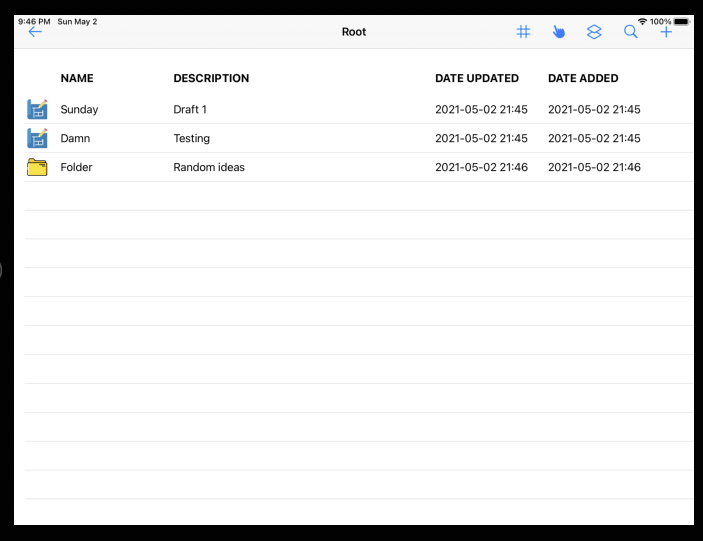 9:46 PM Sun May 2 100%
Root
NAME DESCRIPTION DATE UPDATED DATE ADDED
Sunday Draft 1 2021-05-02 21:45 2021-05-02 21:45
Damn Testing 2021-05-02 21:45 2021-05-02 21:45
Folder Random ideas 2021-05-02 21:46 2021-05-02 21:46